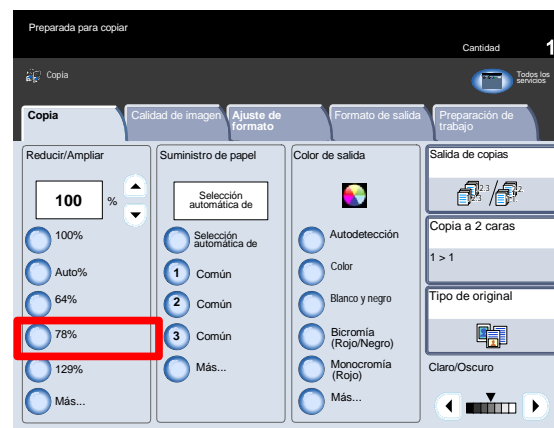 Preparada para copiar
Cantidad
1
Copia
Todos los
servicios
Copia
Calidad de imagen
Ajuste de
formato
Formato de salida
Preparación de
trabajo
Reducir/Ampliar
100 %
100%
Auto%
64%
78%
129%
Más...
Suministro de papel
Selección
automática de
Selección
automática de
1 Común
2 Común
3 Común
Más...
Color de salida
Autodetección
Color
Blanco y negro
Bicromía
(Rojo/Negro)
Monocromía
(Rojo)
Más...
Salida de copias
Copia a 2 caras
1 > 1
Tipo de original
Claro/Oscuro